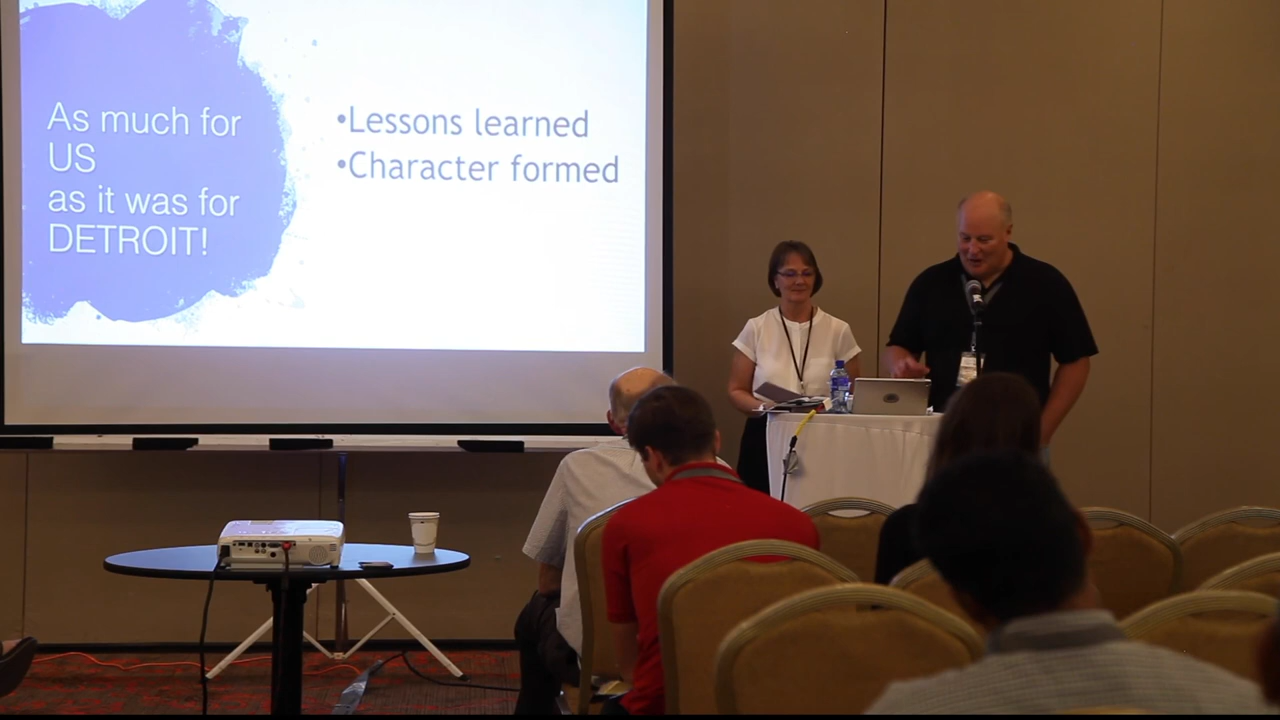 As much for
US
as it was for
DETROIT!
•Lessons learned
•Character formed